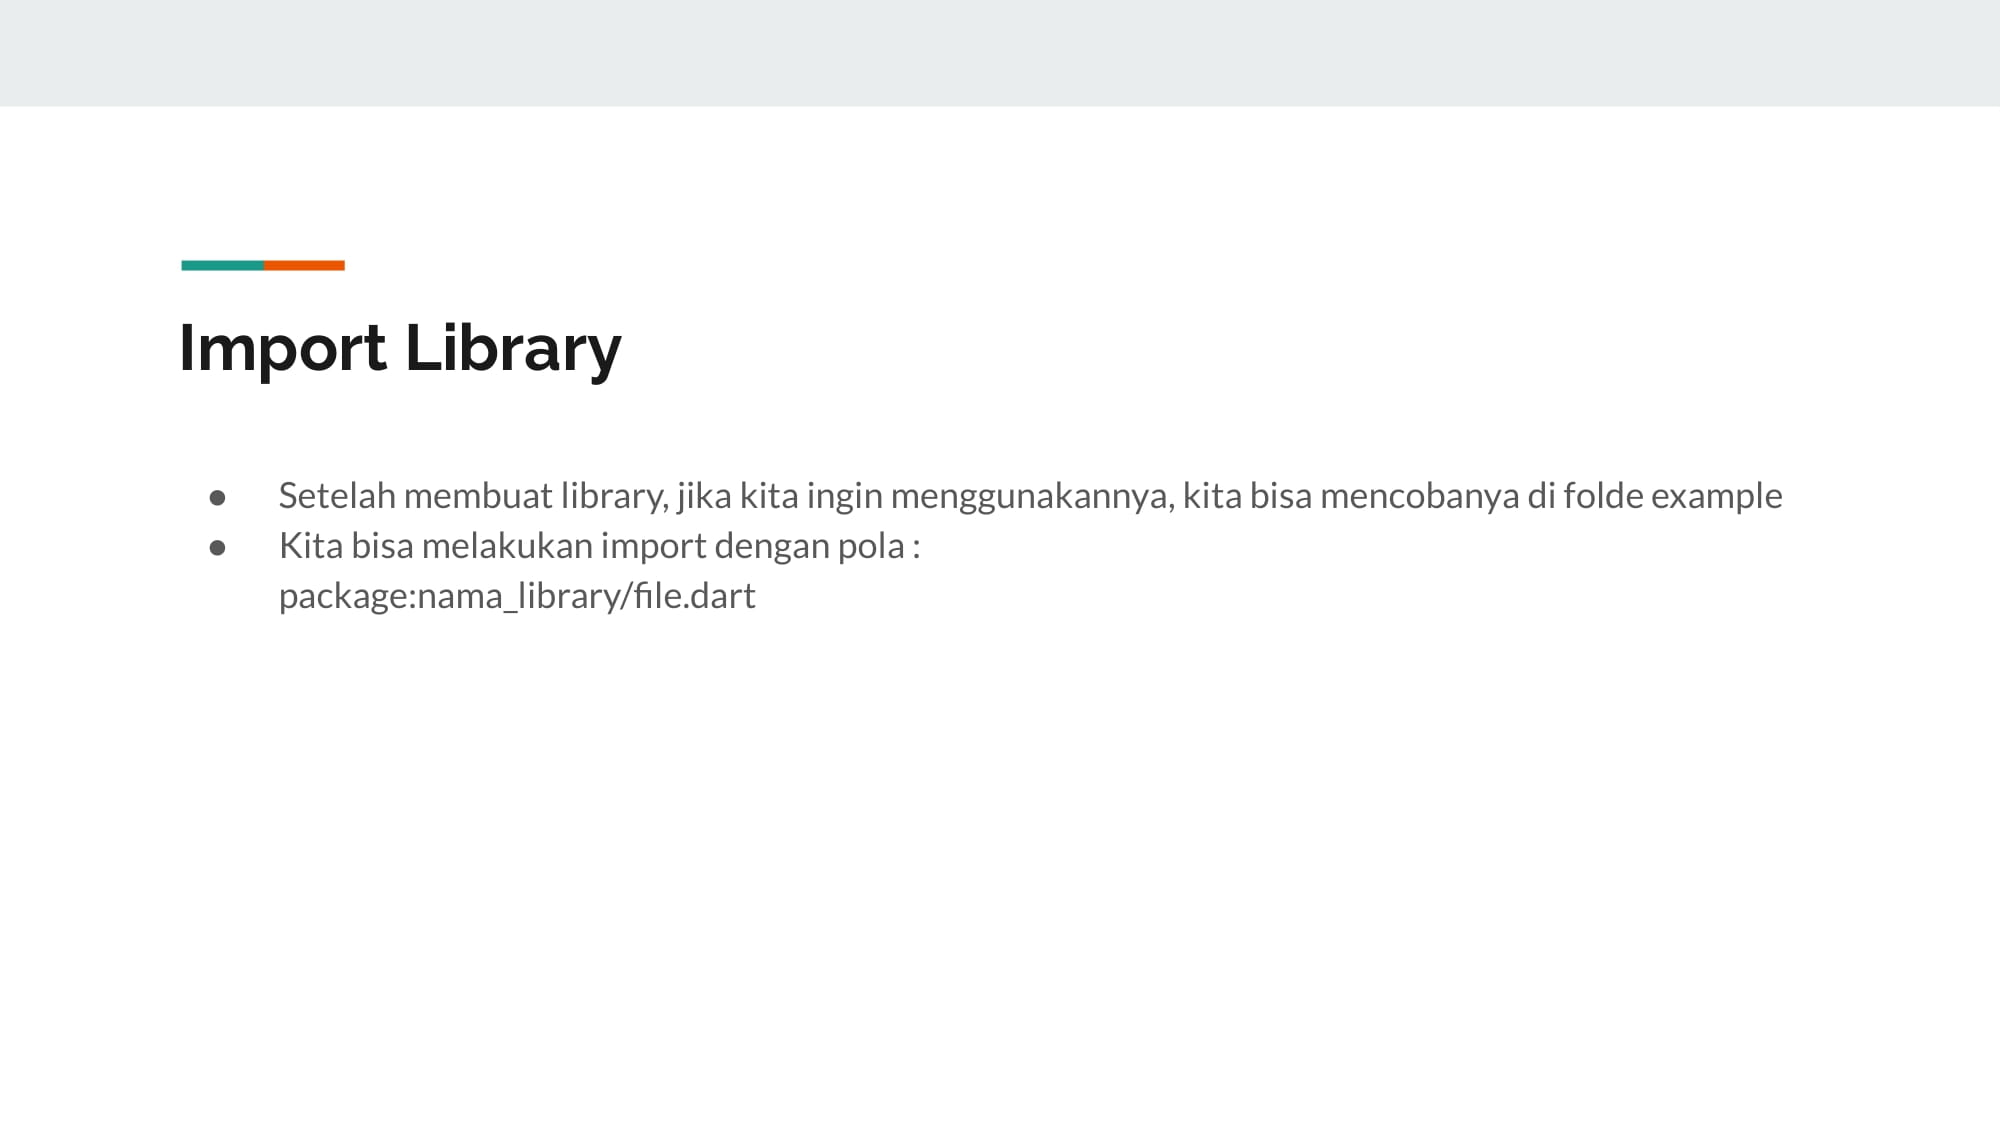 Import Library
● Setelah membuat library, jika kita ingin menggunakannya, kita bisa mencobanya di folde example
● Kita bisa melakukan import dengan pola :
package:nama_library/file.dart